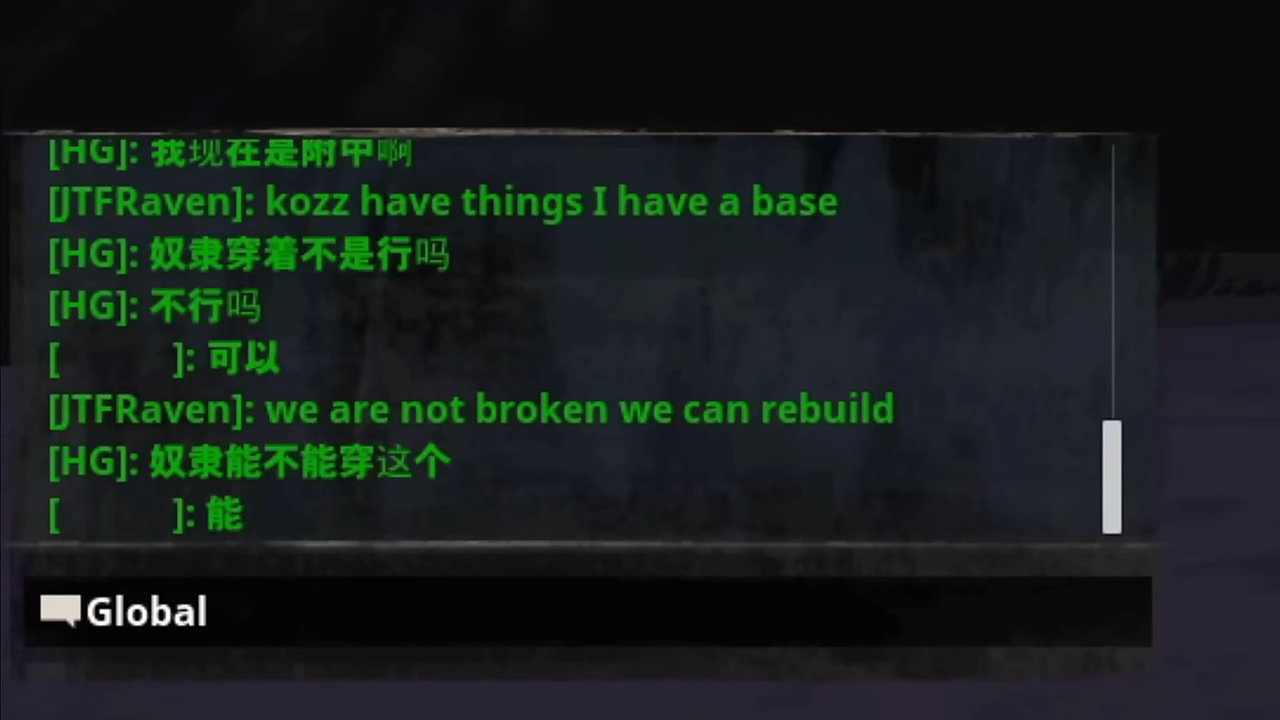 [HG]: 我现在是附甲啊
[JTFRaven]: kozz have things I have a base
[HG]: 奴隶穿着不是行吗
[HG]: 不行吗
[ ]: 可以
[JTFRaven]: we are not broken we can rebuild
[HG]: 奴隶能不能穿这个
[ ]: 能
Global